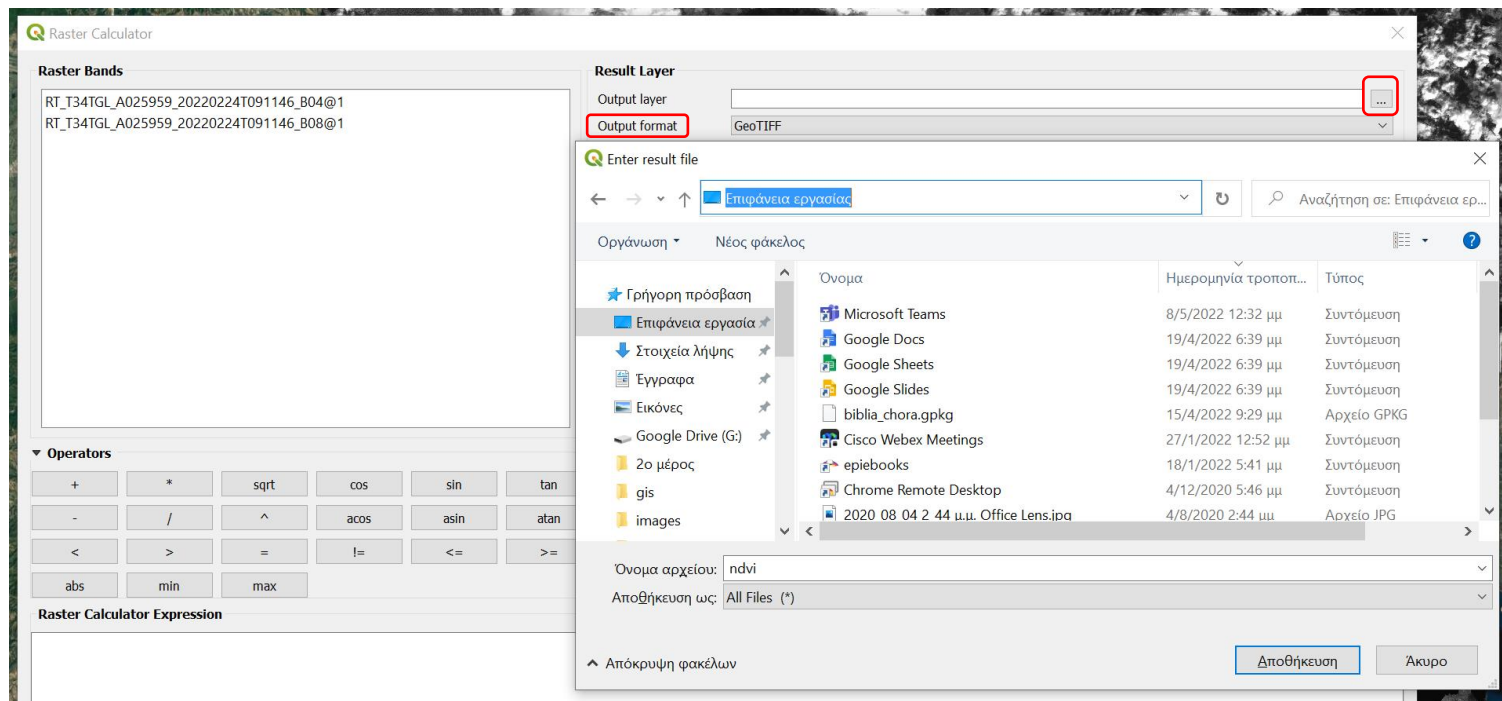 Raster Calculator
Raster Bands
RT_T34TGL_A025959_20220224T091146_B04@1
RT_T34TGL_A025959_20220224T091146_B08@1
Result Layer
Output layer
...
Output format GeoTIFF
Enter result file
Επιφάνεια εργασίας
Αναζήτηση σε: Επιφάνεια ερ...
Οργάνωση Νέος φάκελος
Γρήγορη πρόσβαση
Επιφάνεια εργασία
Στοιχεία λήψης
Έγγραφα
Εικόνες
Google Drive (G:)
2ο μέρος
gis
images
Όνομα Ημερομηνία τροποπ... Τύπος
Microsoft Teams 8/5/2022 12:32 μμ Συντόμευση
Google Docs 19/4/2022 6:39 μμ Συντόμευση
Google Sheets 19/4/2022 6:39 μμ Συντόμευση
Google Slides 19/4/2022 6:39 μμ Συντόμευση
biblia_chora.gpkg 15/4/2022 9:29 μμ Αρχείο GPKG
Cisco Webex Meetings 27/1/2022 12:52 μμ Συντόμευση
epiebooks 18/1/2022 5:41 μμ Συντόμευση
Chrome Remote Desktop 4/12/2020 5:46 μμ Συντόμευση
2020_08_04 2_44 μ.μ. Office Lens.jpg 4/8/2020 2:44 μμ Αρχείο JPG
Όνομα αρχείου: ndvi
Αποθήκευση ως: All Files (*)
Απόκρυψη φακέλων
Αποθήκευση Άκυρο
Operators
+ * sqrt cos sin tan
- / ^ acos asin atan
< > = != <= >=
abs min max
Raster Calculator Expression